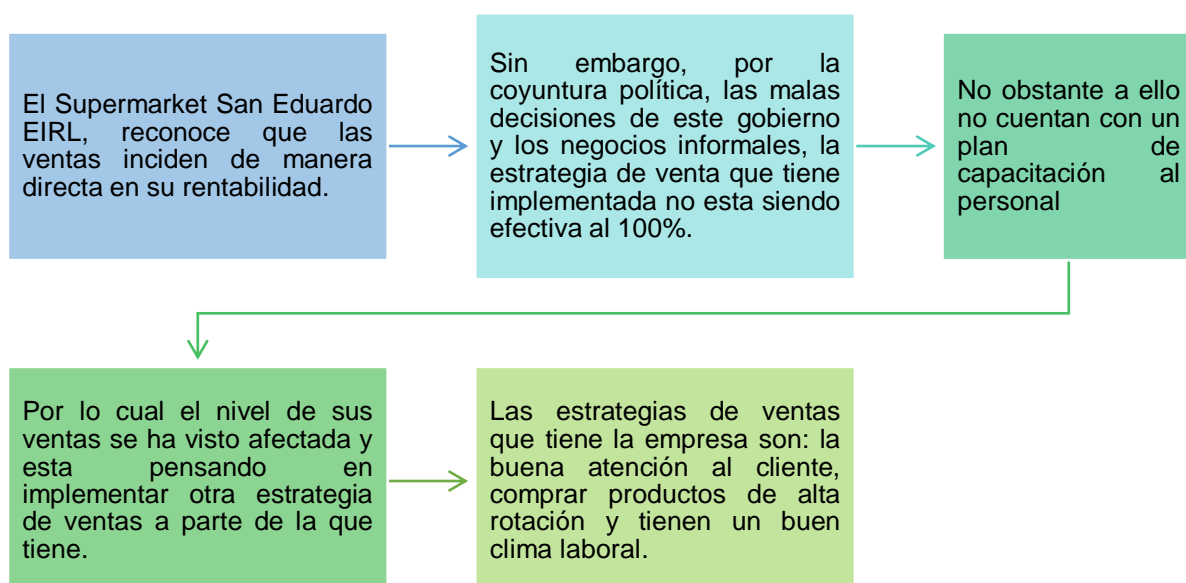 El Supermarket San Eduardo
EIRL, reconoce que las
ventas inciden de manera
directa en su rentabilidad.
Sin embargo, por la
coyuntura política, las malas
decisiones de este gobierno
y los negocios informales, la
estrategia de venta que tiene
implementada no esta siendo
efectiva al 100%.
No obstante a ello
no cuentan con un
plan de
capacitación al
personal
Por lo cual el nivel de sus
ventas se ha visto afectada y
esta pensando en
implementar otra estrategia
de ventas a parte de la que
tiene.
Las estrategias de ventas
que tiene la empresa son: la
buena atención al cliente,
comprar productos de alta
rotación y tienen un buen
clima laboral.